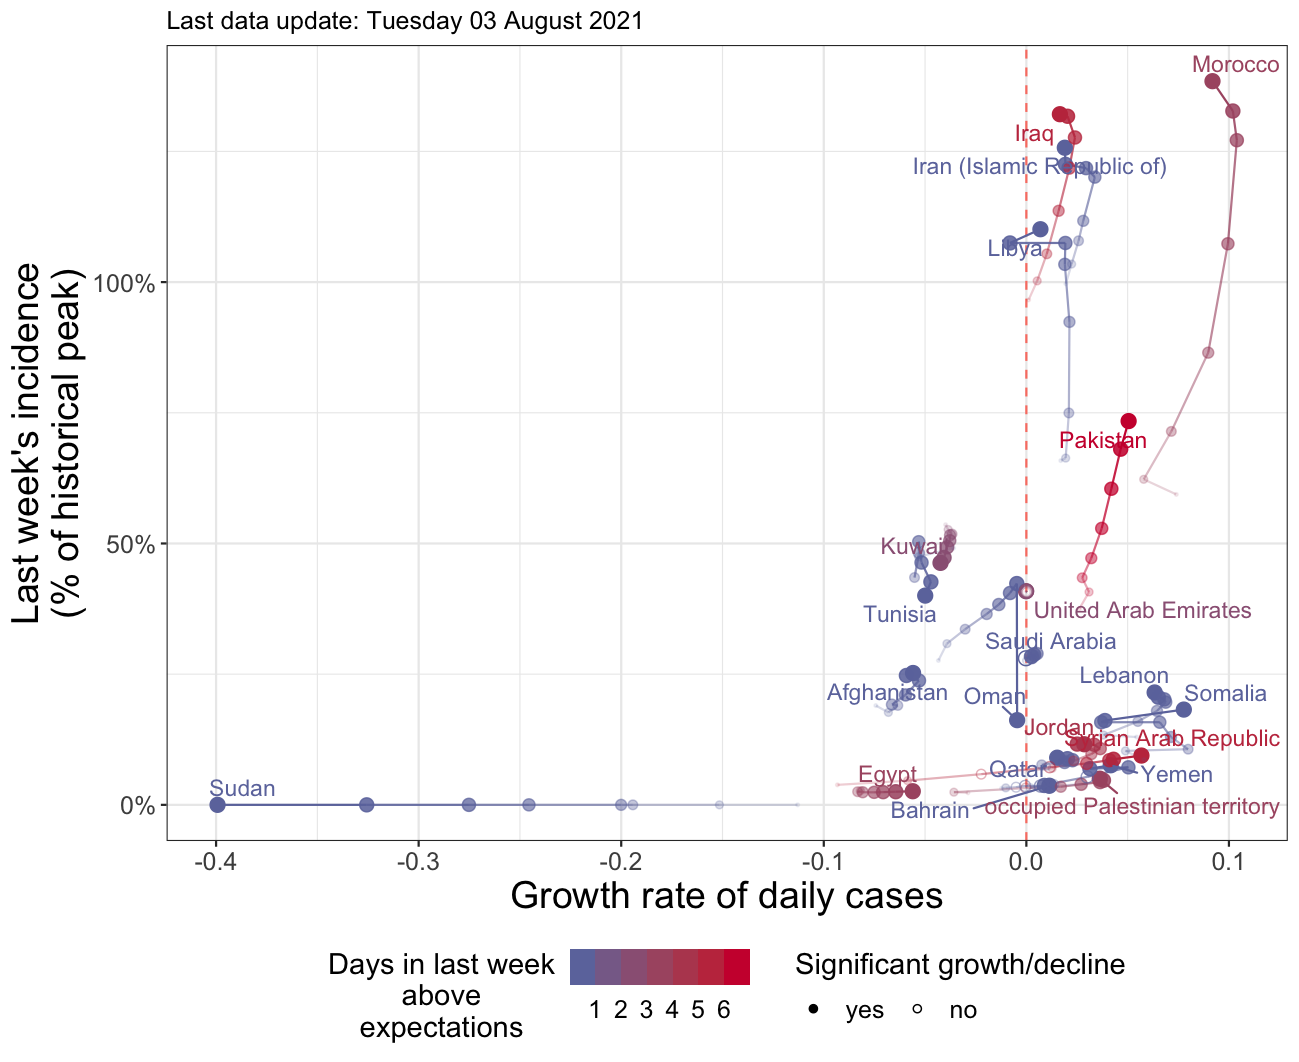 Last data update: Tuesday 03 August 2021
Last week's incidence
(% of historical peak)
100%
50%
0%
Morocco
Iraq
Iran (Islamic Republic of)
Libya
Pakistan
Kuwait
Tunisia
United Arab Emirates
Saudi Arabia
Lebanon
Afghanistan
Oman
Somalia
Jordan
Syrian Arab Republic
Qatar
Yemen
Egypt
Sudan
Bahrain
occupied Palestinian territory
-0.4
-0.3
-0.2
-0.1
0.0
0.1
Growth rate of daily cases
Days in last week
above
expectations
1 2 3 4 5 6
Significant growth/decline
yes
no